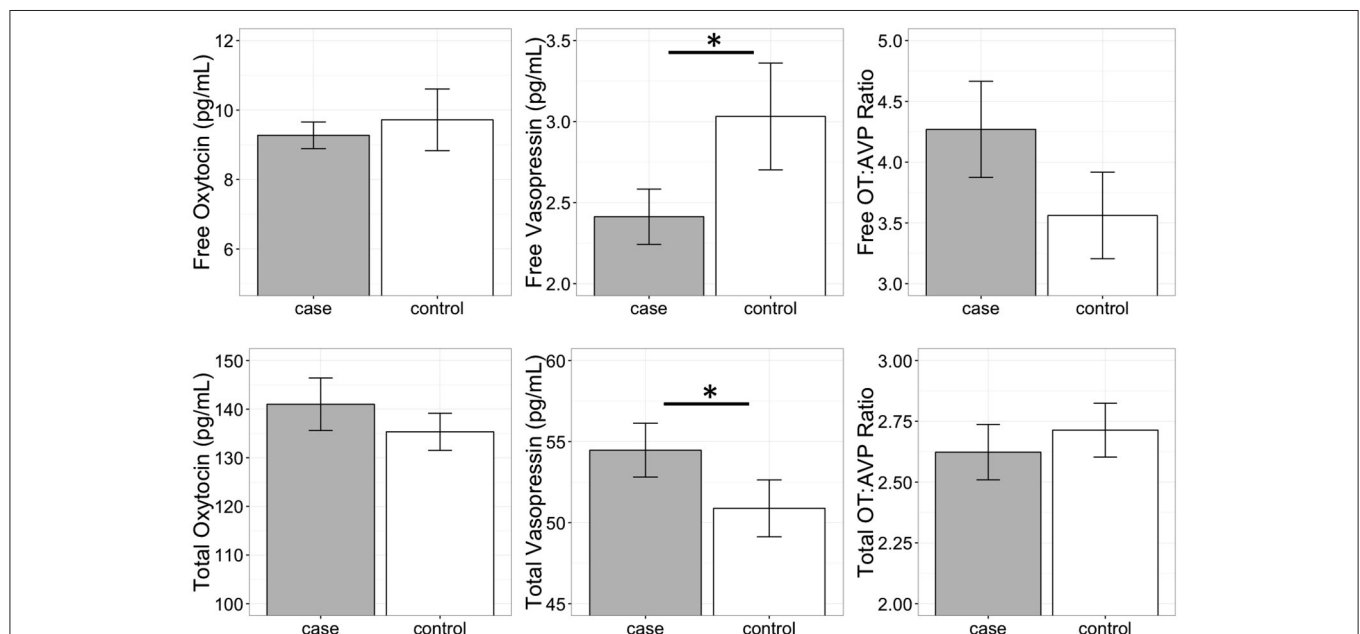 Free Oxytocin (pg/mL)
12
10
8
6
case control
Free Vasopressin (pg/mL)
3.5
3.0
2.5
2.0
*
case control
Free OT:AVP Ratio
5.0
4.5
4.0
3.5
3.0
case control
Total Oxytocin (pg/mL)
150
140
130
120
110
100
case control
Total Vasopressin (pg/mL)
60
55
50
45
*
case control
Total OT:AVP Ratio
3.00
2.75
2.50
2.25
2.00
case control